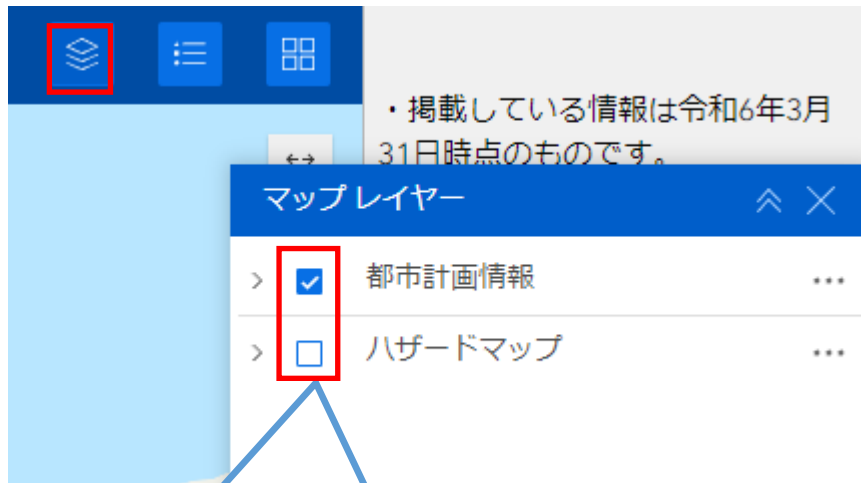 ・掲載している情報は令和6年3月
31日時点のものです。
マップ レイヤー
都市計画情報
ハザードマップ